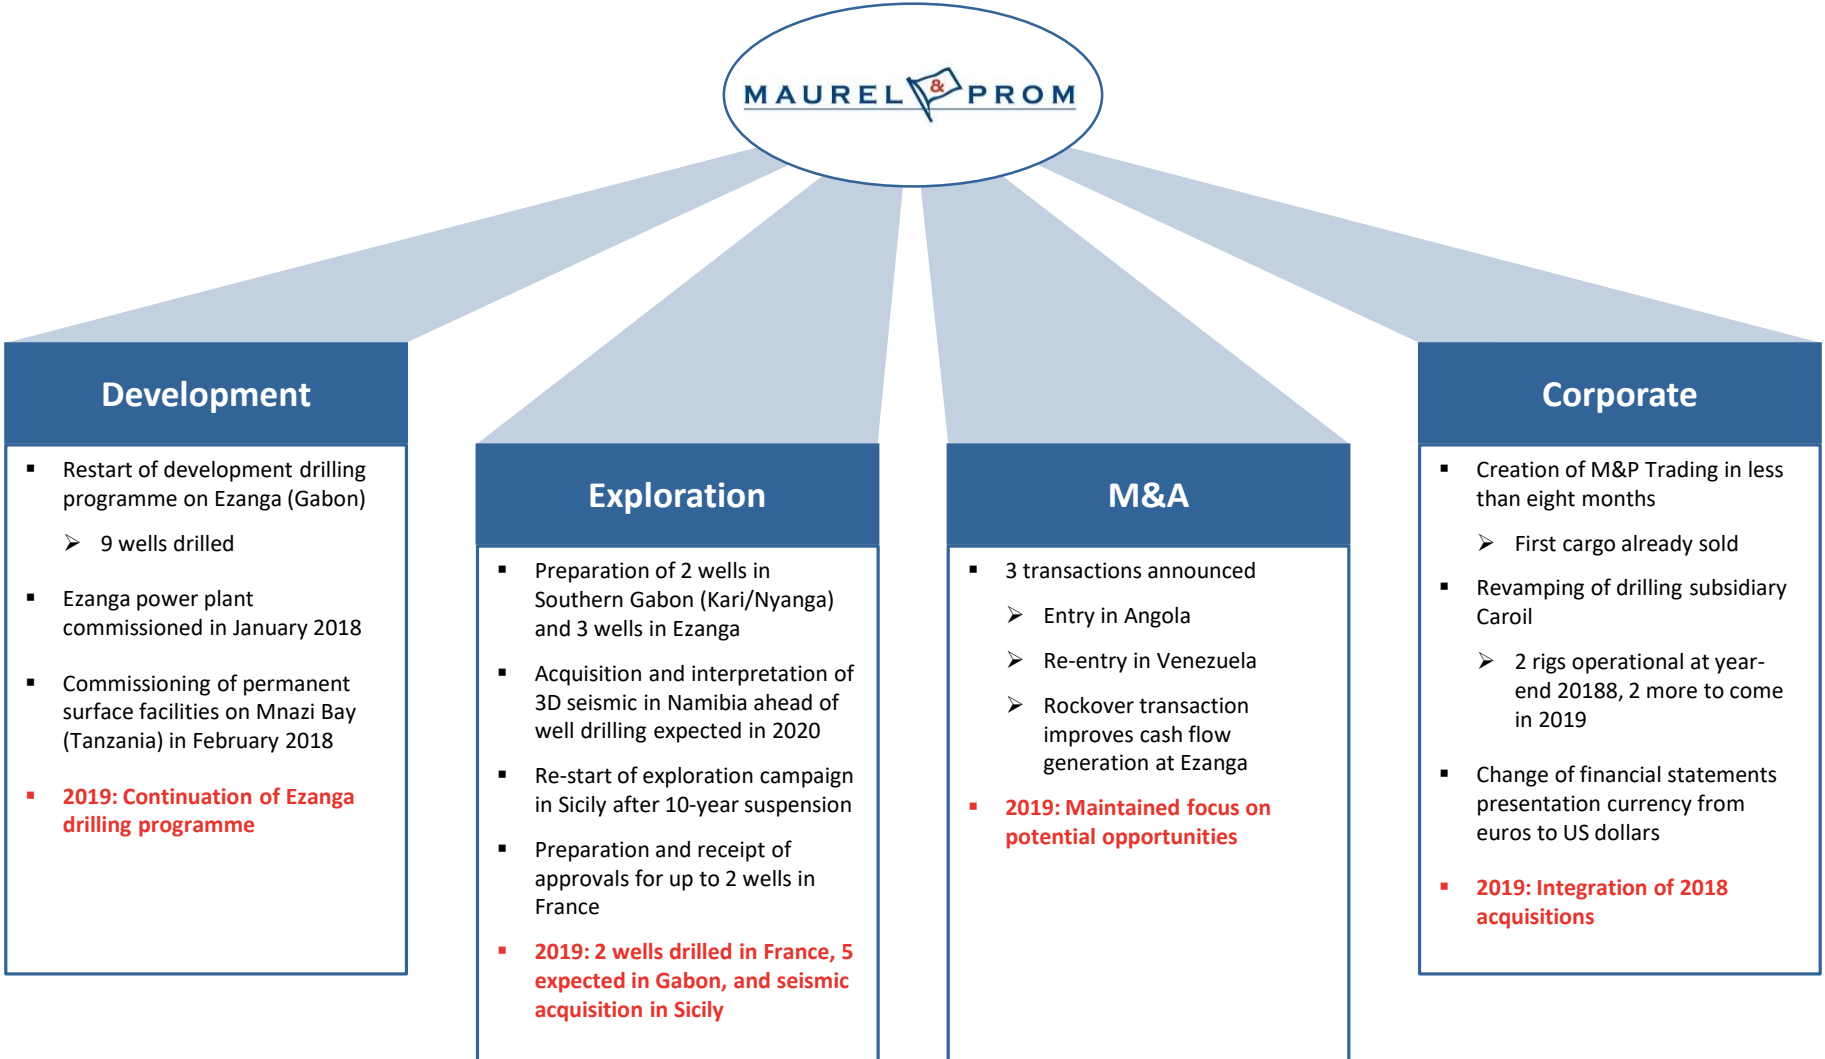 MAUREL & PROM
Development
Restart of development drilling
programme on Ezanga (Gabon)
9 wells drilled
Ezanga power plant
commissioned in January 2018
Commissioning of permanent
surface facilities on Mnazi Bay
(Tanzania) in February 2018
2019: Continuation of Ezanga
drilling programme
Exploration
Preparation of 2 wells in
Southern Gabon (Kari/Nyanga)
and 3 wells in Ezanga
Acquisition and interpretation of
3D seismic in Namibia ahead of
well drilling expected in 2020
Re-start of exploration campaign
in Sicily after 10-year suspension
Preparation and receipt of
approvals for up to 2 wells in
France
2019: 2 wells drilled in France, 5
expected in Gabon, and seismic
acquisition in Sicily
M&A
3 transactions announced
Entry in Angola
Re-entry in Venezuela
Rockover transaction
improves cash flow
generation at Ezanga
2019: Maintained focus on
potential opportunities
Corporate
Creation of M&P Trading in less
than eight months
First cargo already sold
Revamping of drilling subsidiary
Caroil
2 rigs operational at year-
end 20188, 2 more to come
in 2019
Change of financial statements
presentation currency from
euros to US dollars
2019: Integration of 2018
acquisitions